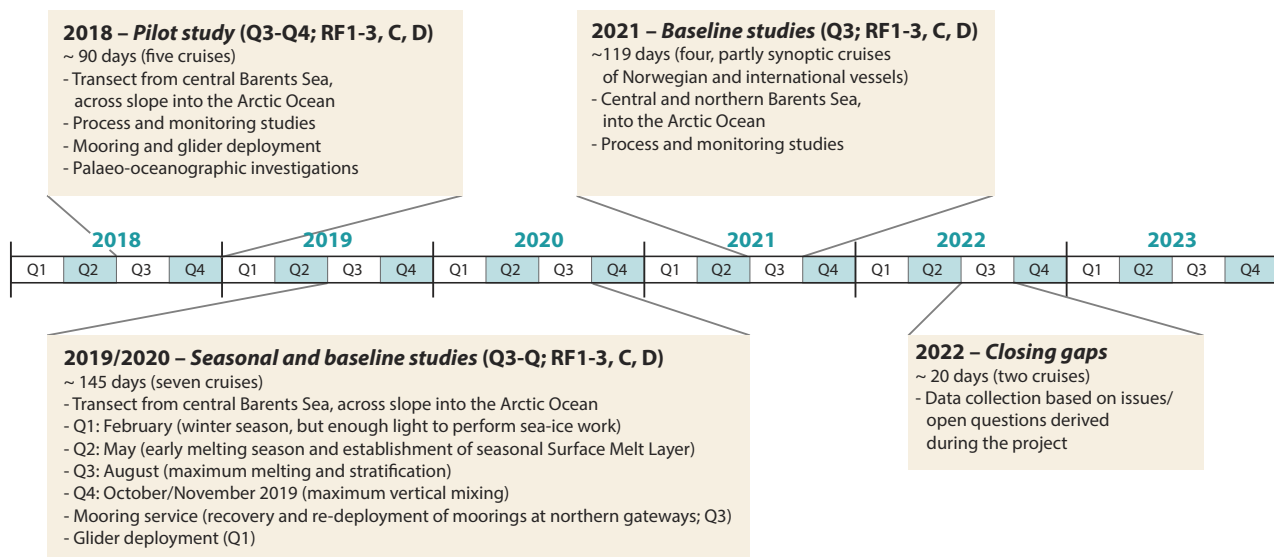 2018 – Pilot study (Q3-Q4; RF1-3, C, D)
~ 90 days (five cruises)
- Transect from central Barents Sea,
across slope into the Arctic Ocean
- Process and monitoring studies
- Mooring and glider deployment
- Palaeo-oceanographic investigations
2021 – Baseline studies (Q3; RF1-3, C, D)
~119 days (four, partly synoptic cruises
of Norwegian and international vessels)
- Central and northern Barents Sea,
into the Arctic Ocean
- Process and monitoring studies
2018 2019 2020 2021 2022 2023
Q1 Q2 Q3 Q4 Q1 Q2 Q3 Q4 Q1 Q2 Q3 Q4 Q1 Q2 Q3 Q4 Q1 Q2 Q3 Q4 Q1 Q2 Q3 Q4
2019/2020 – Seasonal and baseline studies (Q3-Q; RF1-3, C, D)
~ 145 days (seven cruises)
- Transect from central Barents Sea, across slope into the Arctic Ocean
- Q1: February (winter season, but enough light to perform sea-ice work)
- Q2: May (early melting season and establishment of seasonal Surface Melt Layer)
- Q3: August (maximum melting and stratification)
- Q4: October/November 2019 (maximum vertical mixing)
- Mooring service (recovery and re-deployment of moorings at northern gateways; Q3)
- Glider deployment (Q1)
2022 – Closing gaps
~ 20 days (two cruises)
- Data collection based on issues/
open questions derived
during the project